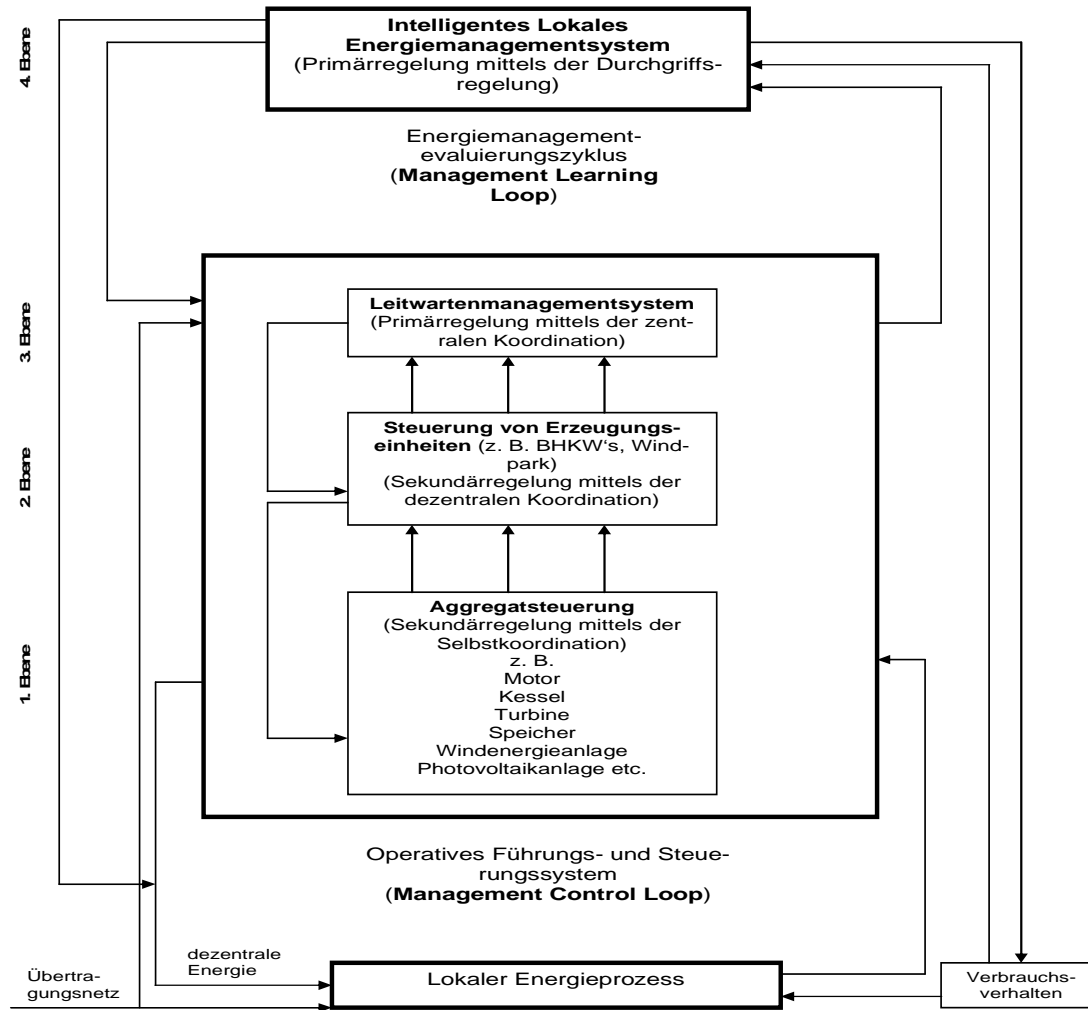 4. Ebene
Intelligentes Lokales
Energiemanagementsystem
(Primärregelung mittels der Durchgriffs-
regelung)
Energiemanagement-
evaluierungszyklus
(Management Learning
Loop)
3. Ebene
Leitwartenmanagementsystem
(Primärregelung mittels der zent-
ralen Koordination)
2. Ebene
Steuerung von Erzeugungs-
einheiten (z. B. BHKW‘s, Wind-
park)
(Sekundärregelung mittels der
dezentralen Koordination)
1. Ebene
Aggregatsteuerung
(Sekundärregelung mittels der
Selbstkoordination)
z. B.
Motor
Kessel
Turbine
Speicher
Windenergieanlage
Photovoltaikanlage etc.
Operatives Führungs- und Steue-
rungssystem
(Management Control Loop)
dezentrale
Energie
Übertra-
gungsnetz
Lokaler Energieprozess
Verbrauchs-
verhalten